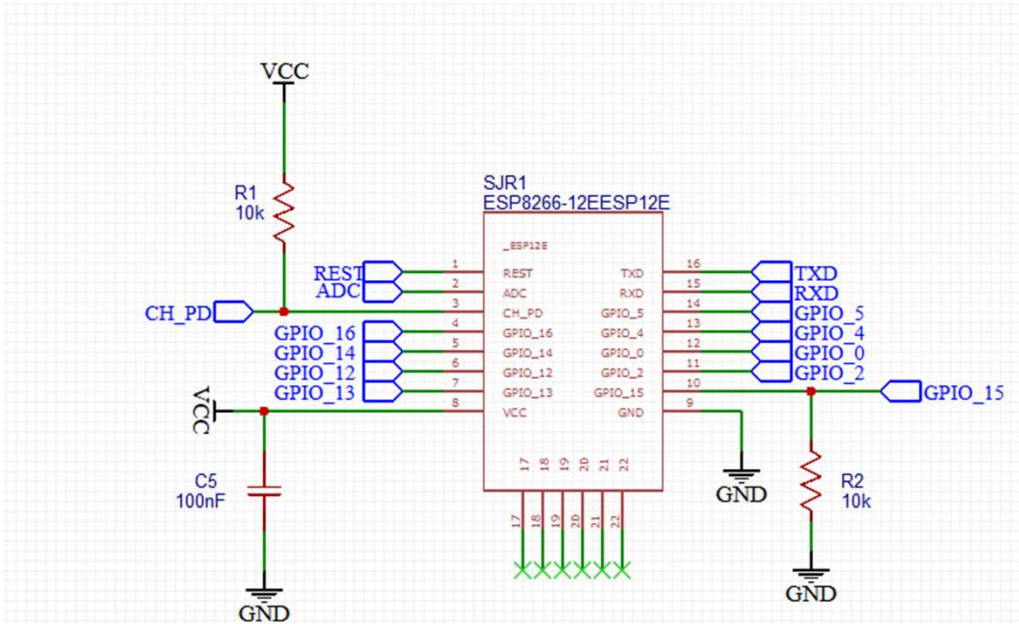 VCC
R1
10k
SJR1
ESP8266-12EESP12E
_ESP12E
REST 1 REST TXD 16 TXD
ADC 2 ADC RXD 15 RXD
CH_PD 3 CH_PD GPIO_5 14 GPIO_5
GPIO_16 4 GPIO_16 GPIO_4 13 GPIO_4
GPIO_14 5 GPIO_14 GPIO_0 12 GPIO_0
GPIO_12 6 GPIO_12 GPIO_2 11 GPIO_2
GPIO_13 7 GPIO_13 GPIO_15 10 GPIO_15
VCC 8 VCC GND 9
17 18 19 20 21 22
17 18 19 20 21 22
C5
100nF
GND
GND
R2
10k
GND